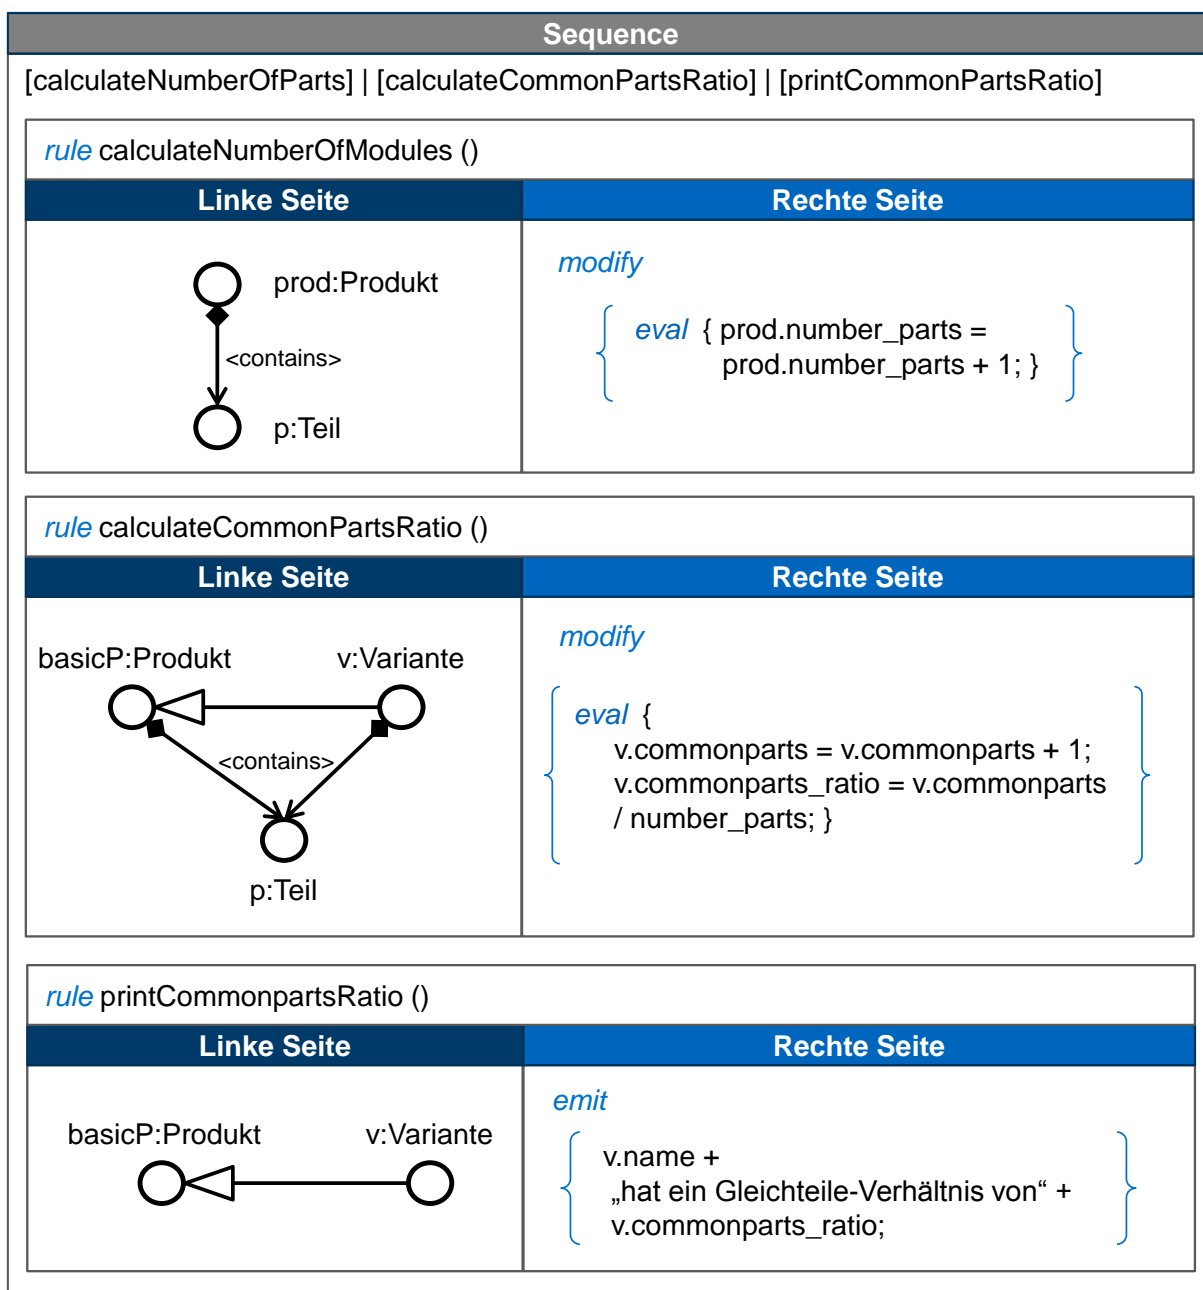 Sequence
[calculateNumberOfParts] | [calculateCommonPartsRatio] | [printCommonPartsRatio]
rule calculateNumberOfModules ()
Linke Seite
Rechte Seite
prod:Produkt
<contains>
p:Teil
modify
eval { prod.number_parts =
prod.number_parts + 1; }
rule calculateCommonPartsRatio ()
Linke Seite
Rechte Seite
basicP:Produkt
v:Variante
<contains>
p:Teil
modify
eval {
v.commonparts = v.commonparts + 1;
v.commonparts_ratio = v.commonparts
/ number_parts; }
rule printCommonpartsRatio ()
Linke Seite
Rechte Seite
basicP:Produkt
v:Variante
emit
v.name +
„hat ein Gleichteile-Verhältnis von“ +
v.commonparts_ratio;